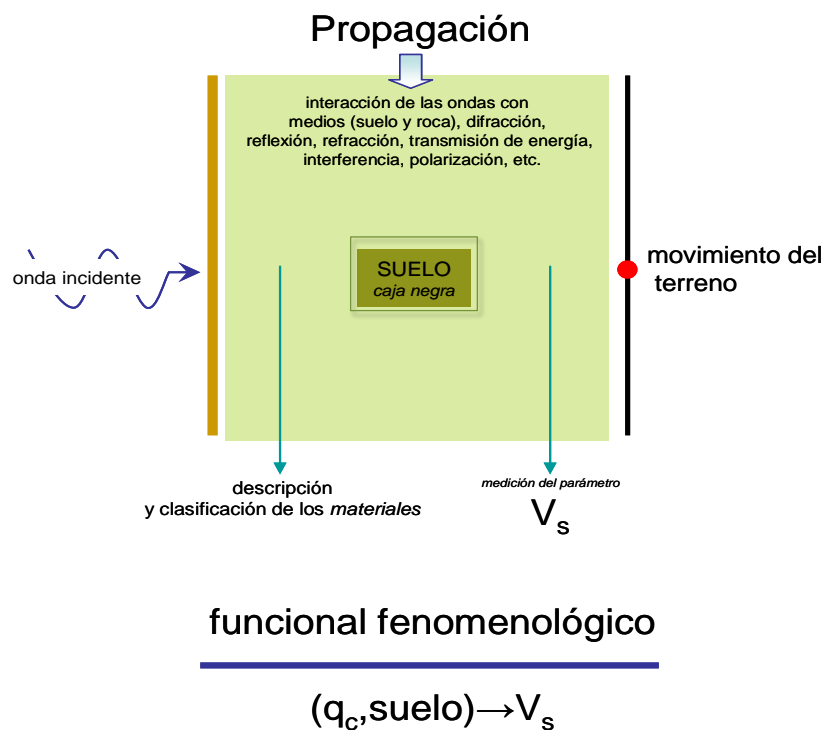 Propagación
interacción de las ondas con
medios (suelo y roca), difracción,
reflexión, refracción, transmisión de energía,
interferencia, polarización, etc.
onda incidente
SUELO
caja negra
movimiento del
terreno
descripción
y clasificación de los materiales
medición del parámetro
Vs
funcional fenomenológico
(qc,suelo)→Vs